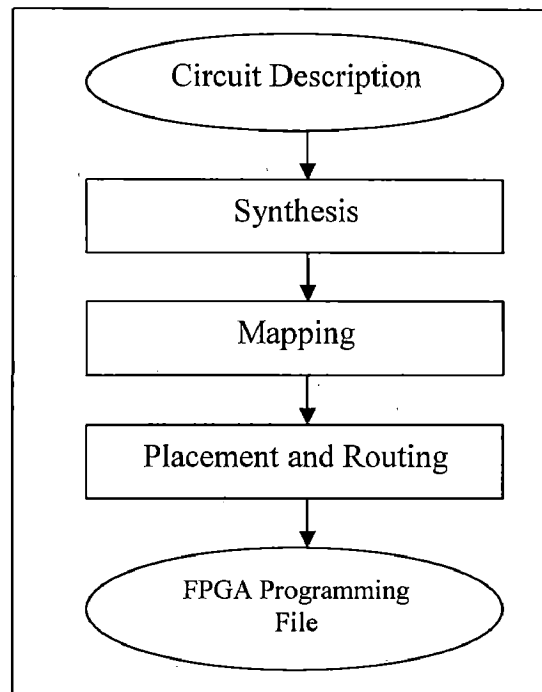 Circuit Description
Synthesis
Mapping
Placement and Routing
FPGA Programming
File